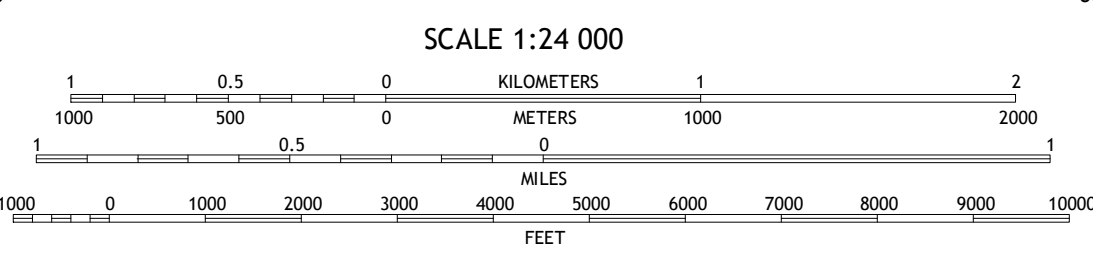 SCALE 1:24 000
1 0.5 0 KILOMETERS 1 2
1000 500 0 METERS 1000 2000
1 0.5 0 1
MILES
1000 0 1000 2000 3000 4000 5000 6000 7000 8000 9000 10000
FEET